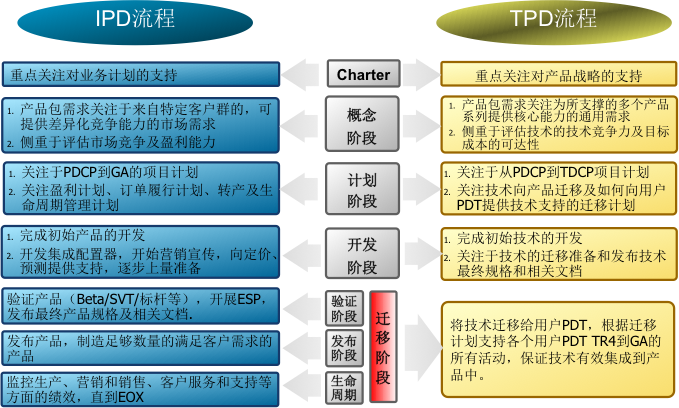 IPD流程
TPD流程
重点关注对业务计划的支持
Charter
重点关注对产品战略的支持
1. 产品包需求关注于来自特定客户群的，可
提供差异化竞争能力的市场需求
2. 侧重于评估市场竞争及盈利能力
概念
阶段
1. 产品包需求关注为所支撑的多个产品
系列提供核心能力的通用需求
2. 侧重于评估技术的技术竞争力及目标
成本的可达性
1. 关注于PDCP到GA的项目计划
2. 关注盈利计划、订单履行计划、转产及生
命周期管理计划
计划
阶段
1. 关注于从PDCP到TDCP项目计划
2. 关注技术向产品迁移及如何向用户
PDT提供技术支持的迁移计划
1. 完成初始产品的开发
2. 开发集成配置器，开始营销宣传，向定价、
预测提供支持，逐步上量准备
开发
阶段
1. 完成初始技术的开发
2. 关注于技术的迁移准备和发布技术
最终规格和相关文档
验证产品（Beta/SVT/标杆等），开展ESP，
发布最终产品规格及相关文档.
验证
阶段
发布产品，制造足够数量的满足客户需求的
产品
发布
阶段
监控生产、营销和销售、客户服务和支持等
方面的绩效，直到EOX
生命
周期
迁移阶段
将技术迁移给用户PDT，根据迁移
计划支持各个用户PDT TR4到GA的
所有活动，保证技术有效集成到产
品中。